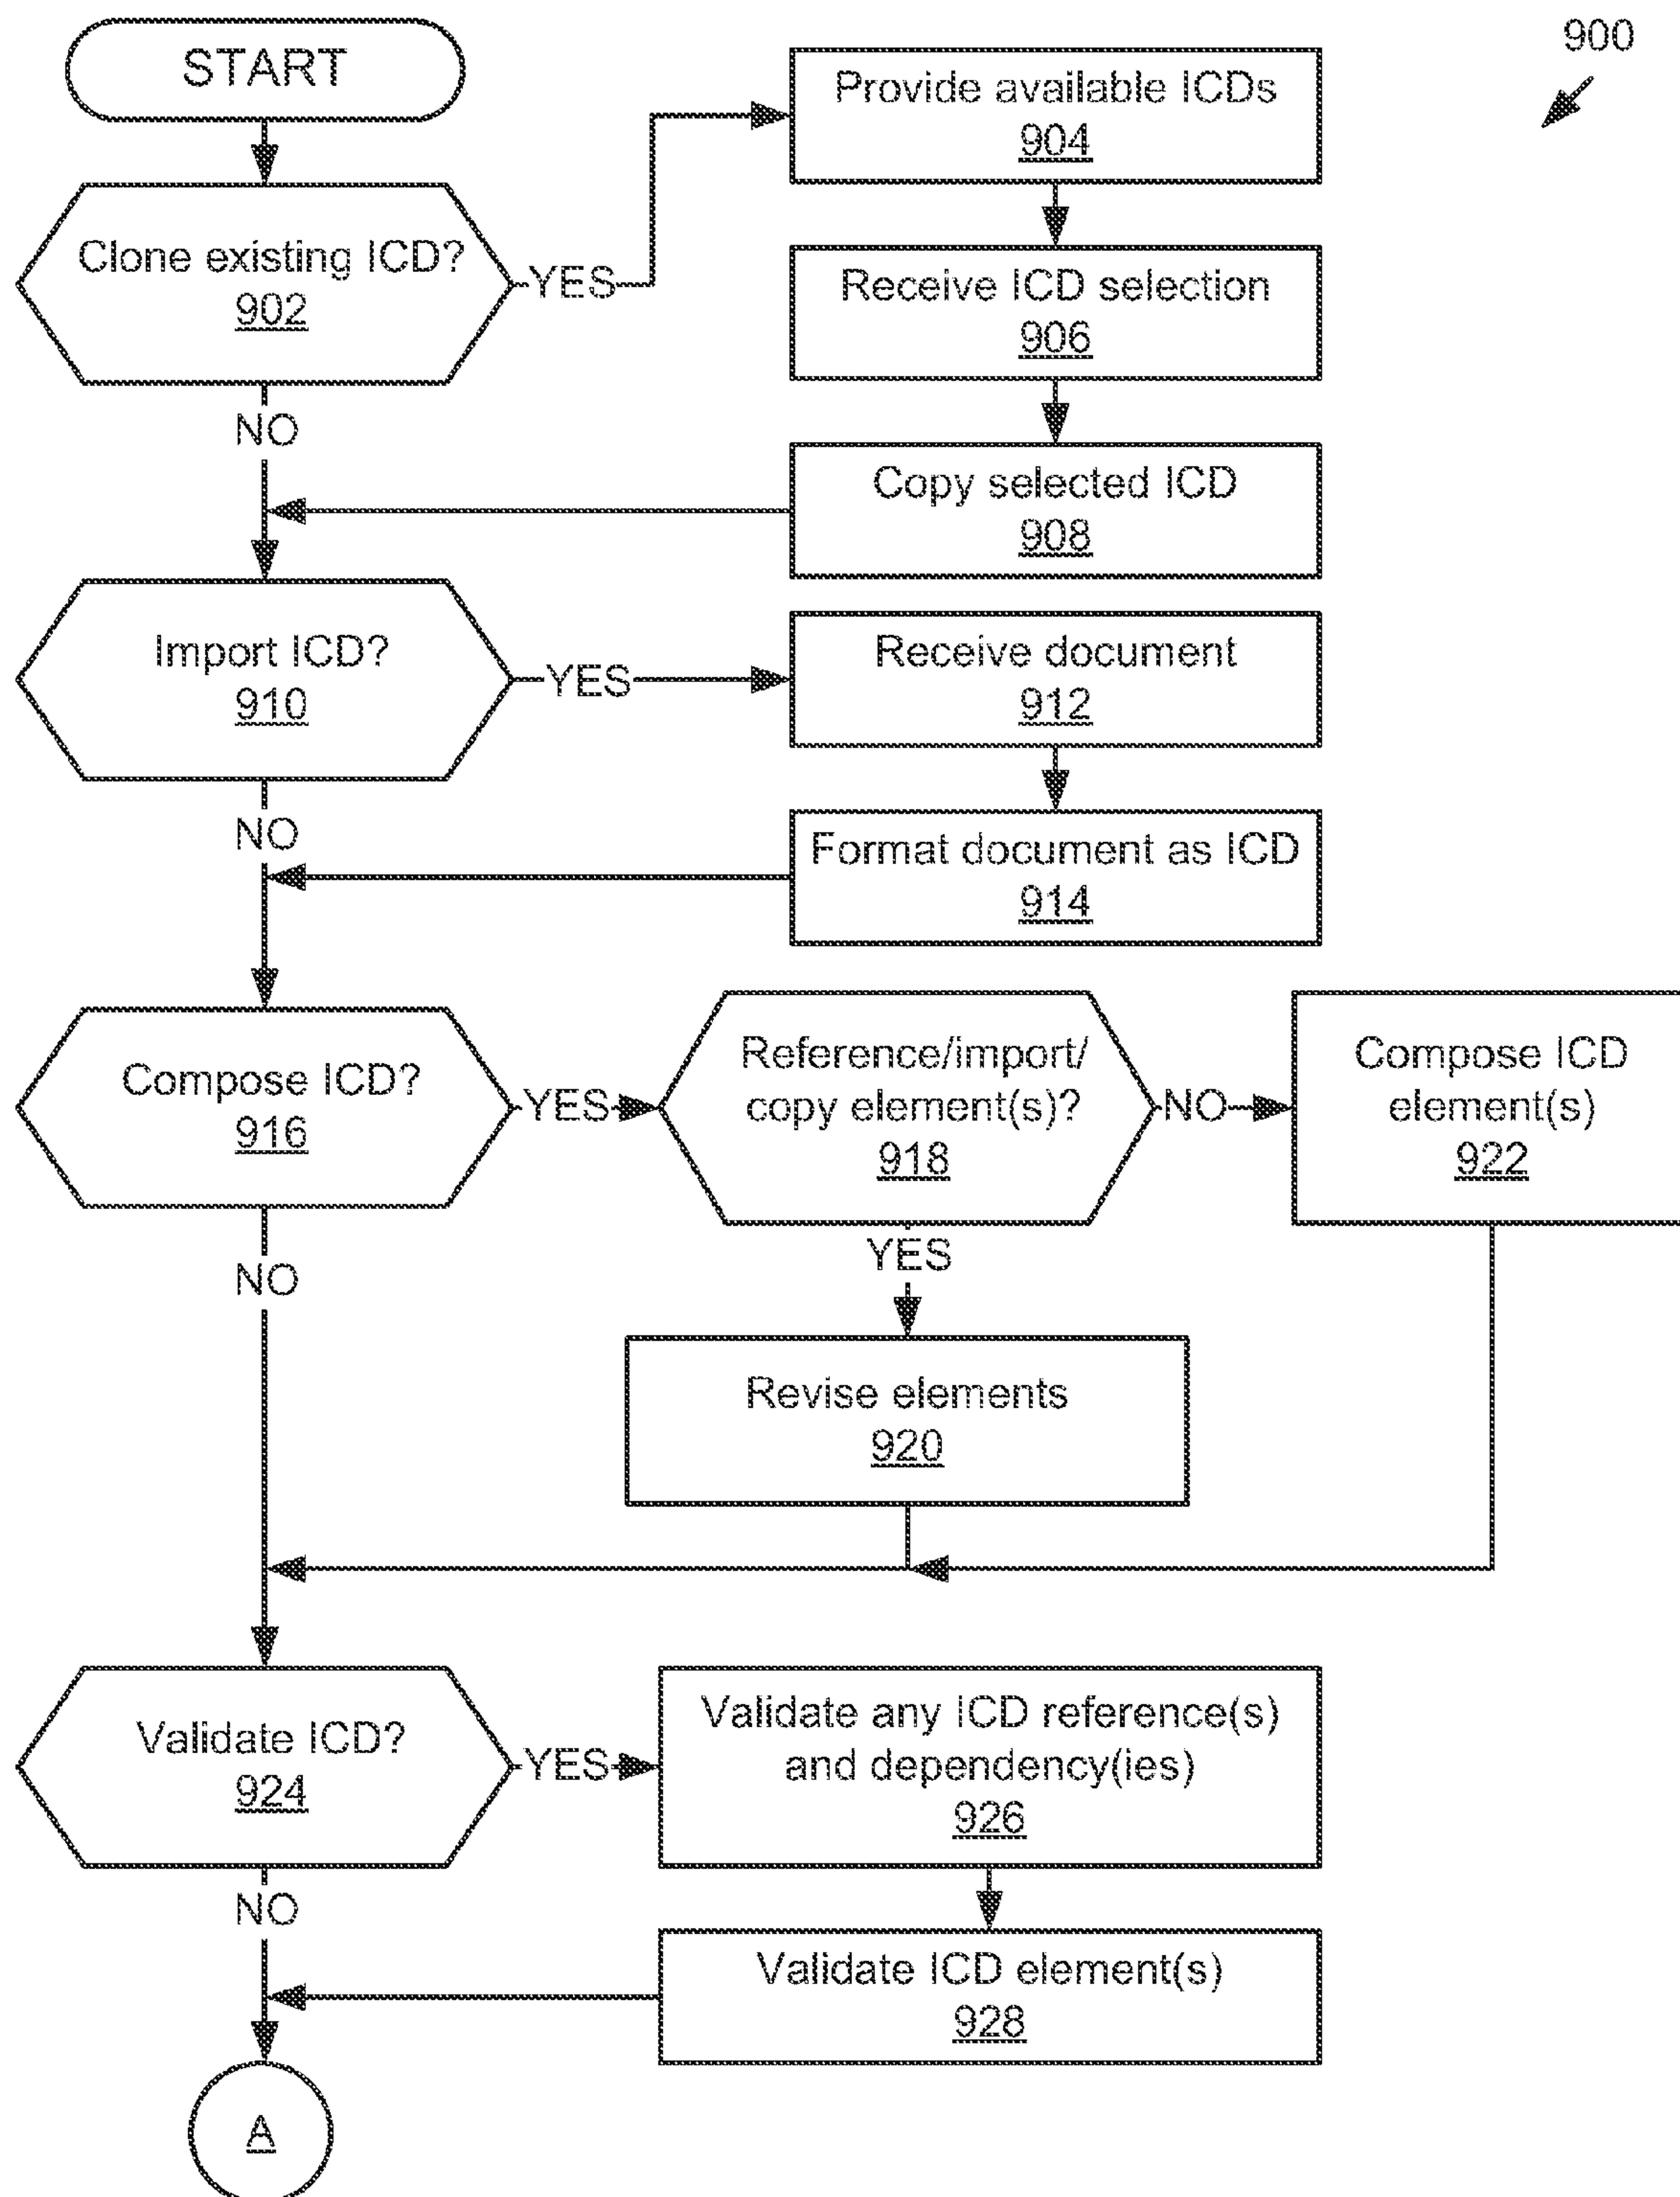 900
START
Clone existing ICD?
902
YES
NO
Provide available ICDs
904
Receive ICD selection
906
Copy selected ICD
908
Import ICD?
910
YES
NO
Receive document
912
Format document as ICD
914
Compose ICD?
916
YES
NO
Reference/import/
copy element(s)?
918
NO
YES
Compose ICD
element(s)
922
Revise elements
920
Validate ICD?
924
YES
NO
Validate any ICD reference(s)
and dependency(ies)
926
Validate ICD element(s)
928
A